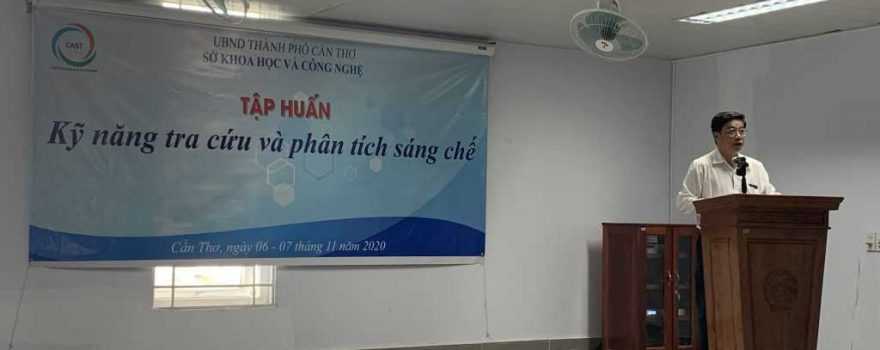 CAST
UBND THÀNH PHỐ CẦN THƠ
SỞ KHOA HỌC VÀ CÔNG NGHỆ
TẬP HUẤN
Kỹ năng tra cứu và phân tích sáng chế
Cần Thơ, ngày 06 - 07 tháng 11 năm 2020